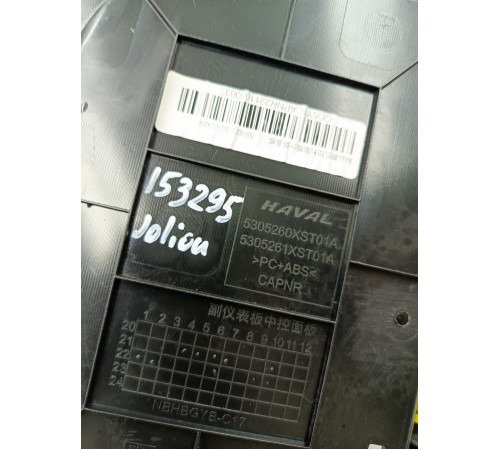 153295
Jolion
HAVAL
5305260XST01A
5305261XST01A
>PC+ABS<
CAPNR
副仪表板中控面板
1 2 3 4 5 6 7 8 9 10 11 12
20
21
22
23
24
NBHBGYB-C17